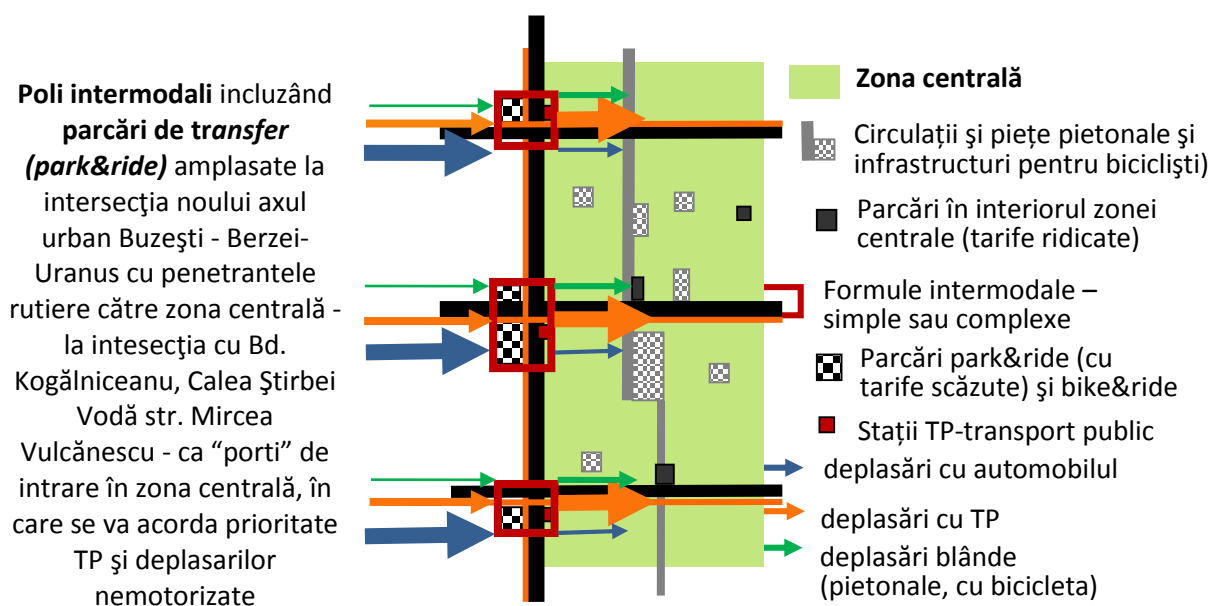 Poli intermodali incluzând
parcări de transfer
(park&ride) amplasate la
intersecţia noului axul
urban Buzeşti - Berzei-
Uranus cu penetrantele
rutiere către zona centrală -
la intesecţia cu Bd.
Kogălniceanu, Calea Ştirbei
Vodă str. Mircea
Vulcănescu - ca “porti” de
intrare în zona centrală, în
care se va acorda prioritate
TP şi deplasarilor
nemotorizate
Zona centrală
Circulații şi piețe pietonale şi
infrastructuri pentru biciclişti)
Parcări în interiorul zonei
centrale (tarife ridicate)
Formule intermodale –
simple sau complexe
Parcări park&ride (cu
tarife scăzute) şi bike&ride
Stații TP-transport public
deplasări cu automobilul
deplasări cu TP
deplasări blânde
(pietonale, cu bicicleta)